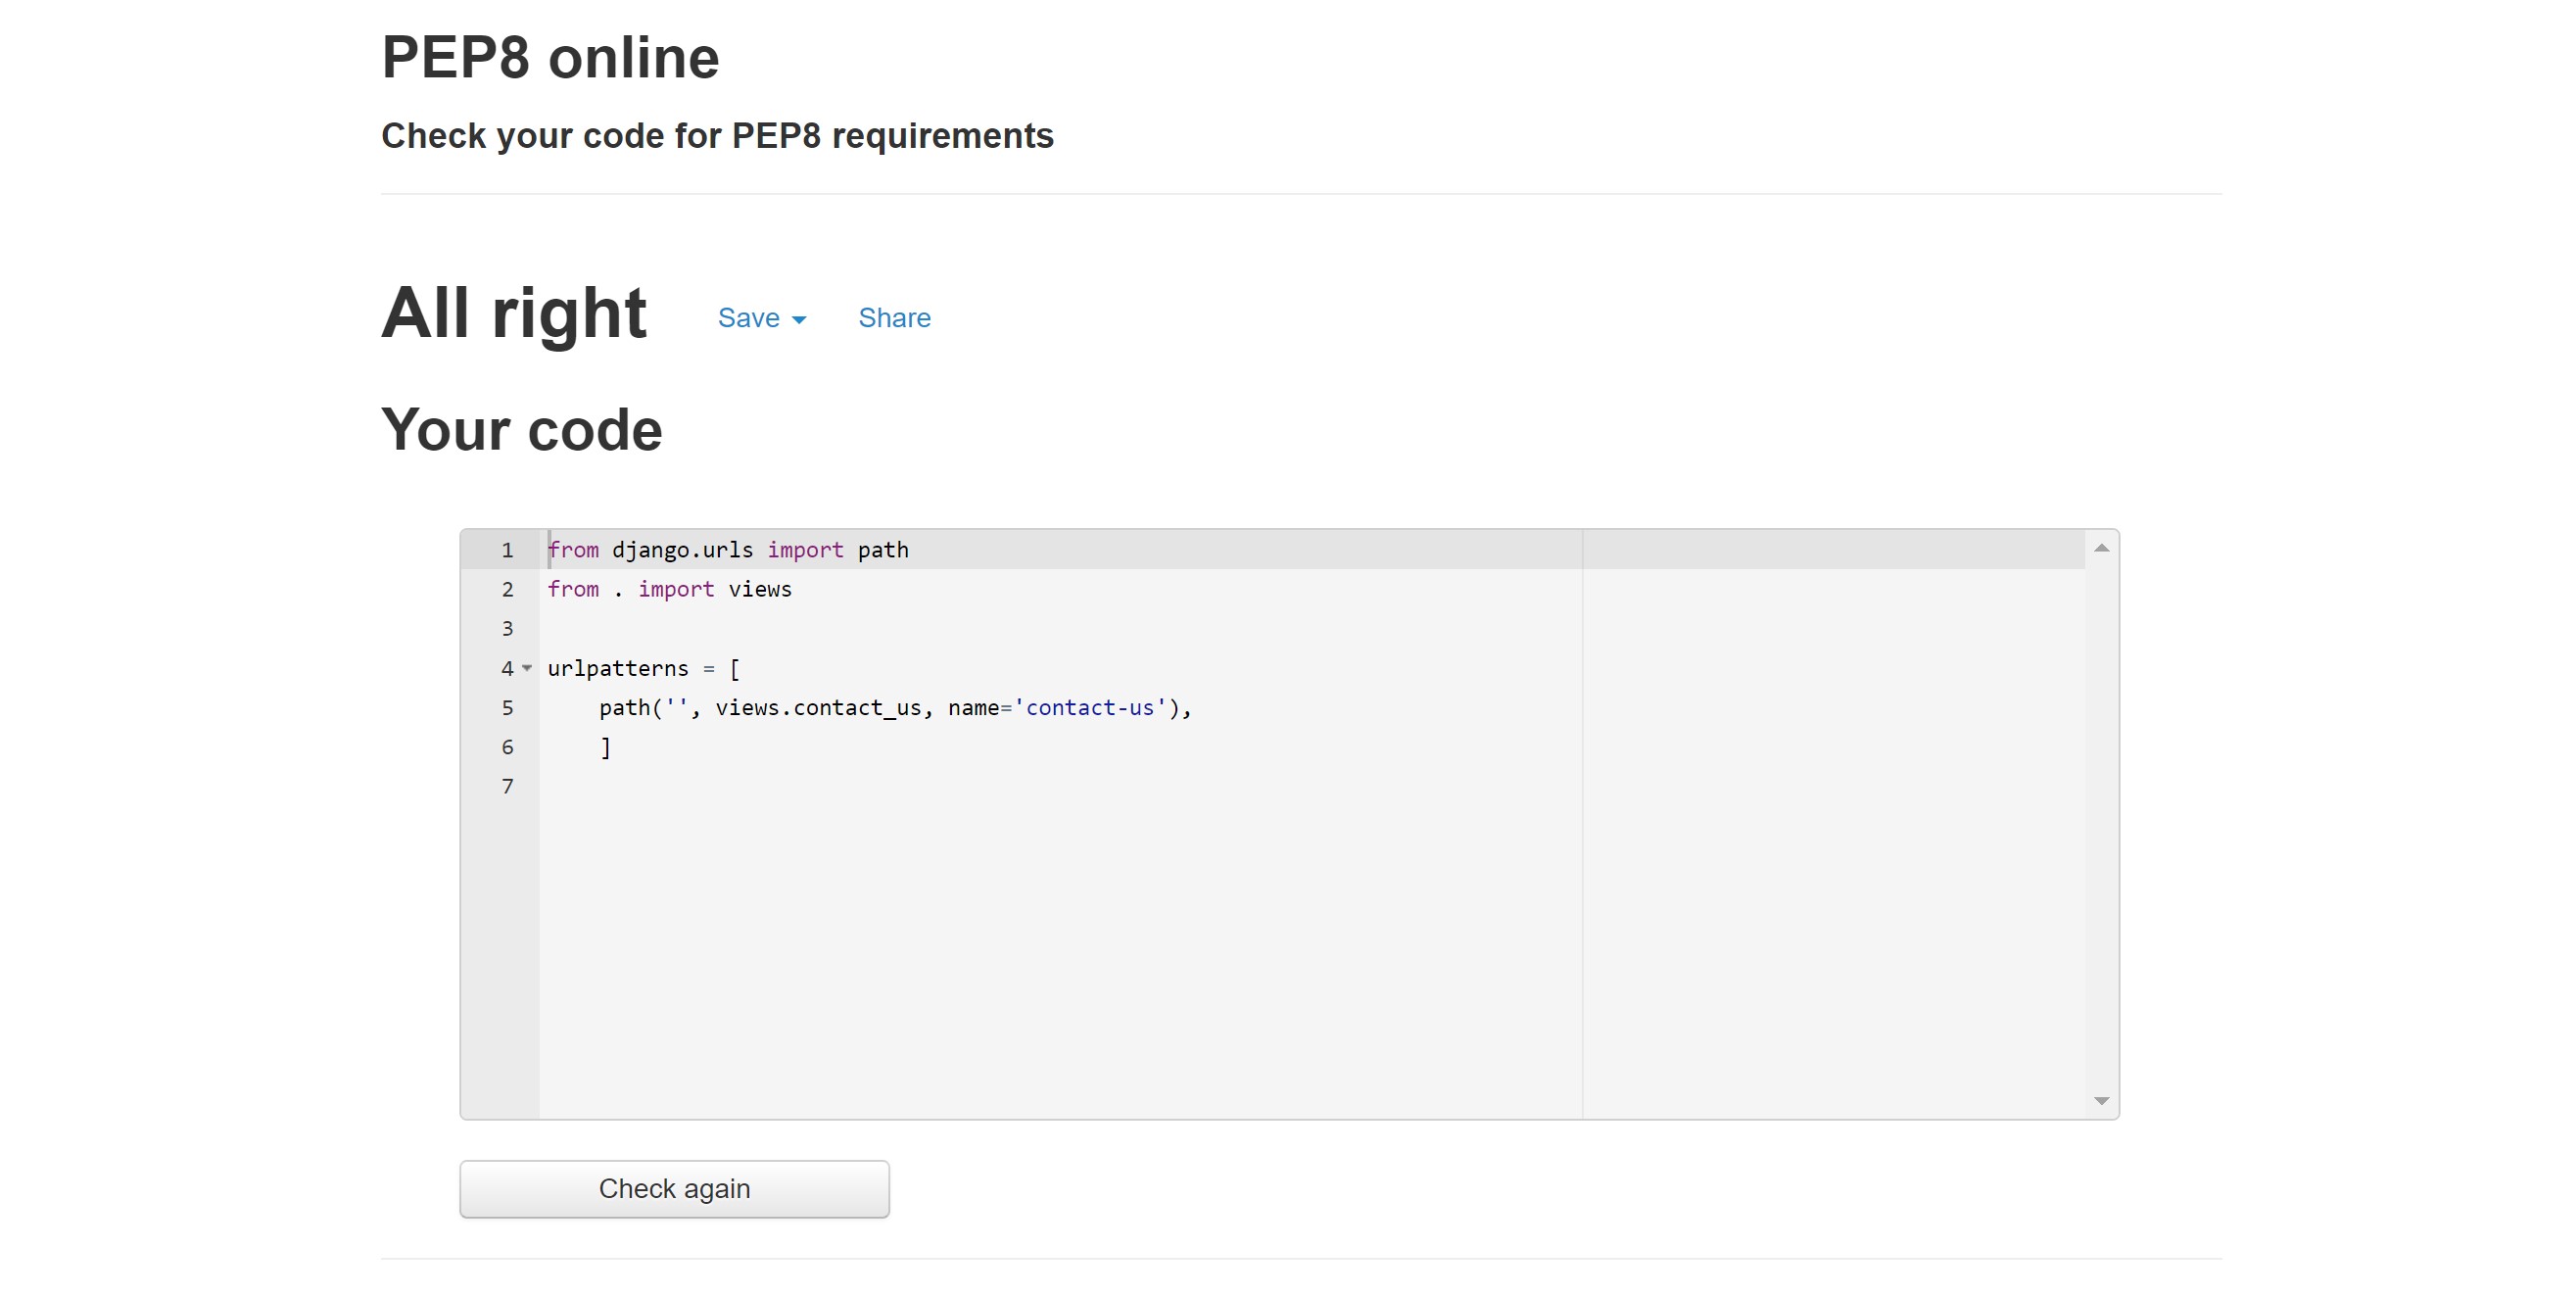 PEP8 online
Check your code for PEP8 requirements
All right Save Share
Your code
1 from django.urls import path
2 from . import views
3
4 urlpatterns = [
5     path('', views.contact_us, name='contact-us'),
6     ]
7
Check again